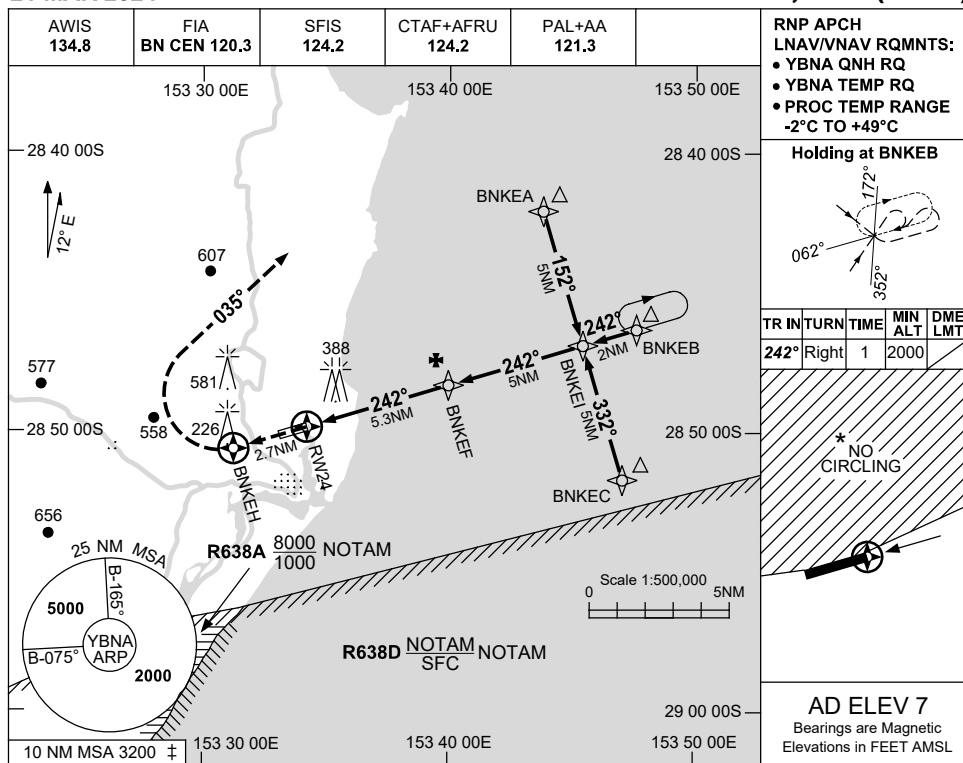 AWIS
134.8
FIA
BN CEN 120.3
SFIS
124.2
CTAF+AFRU
124.2
PAL+AA
121.3
RNP APCH
LNAV/VNAV RQMNTS:
• YBNA QNH RQ
• YBNA TEMP RQ
• PROC TEMP RANGE
-2°C TO +49°C
153 30 00E
153 40 00E
153 50 00E
28 40 00S
28 40 00S
Holding at BNKEB
172°
062°
352°
TR IN
TURN
TIME
MIN ALT
DME LMT
242°
Right
1
2000
12° E
BNKEA
152°
5NM
607
035°
242°
2NM
BNKEB
BNKEI
388
577
581
242°
5NM
242°
5.3NM
BNKEF
332°
5NM
558
226
28 50 00S
28 50 00S
2.7NM
RW24
BNKEH
BNKEC
* NO
CIRCLING
656
R638A 8000
1000 NOTAM
25 NM MSA
B-165°
5000
YBNA
ARP
B-075°
2000
Scale 1:500,000
0
5NM
R638D NOTAM
SFC NOTAM
29 00 00S
10 NM MSA 3200 ‡
153 30 00E
153 40 00E
153 50 00E
AD ELEV 7
Bearings are Magnetic
Elevations in FEET AMSL